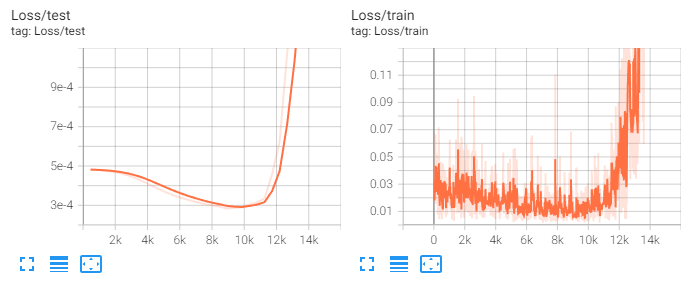 Loss/test
tag: Loss/test
9e-4
7e-4
5e-4
3e-4
2k 4k 6k 8k 10k 12k 14k
Loss/train
tag: Loss/train
0.11
0.09
0.07
0.05
0.03
0.01
0 2k 4k 6k 8k 10k 12k 14k